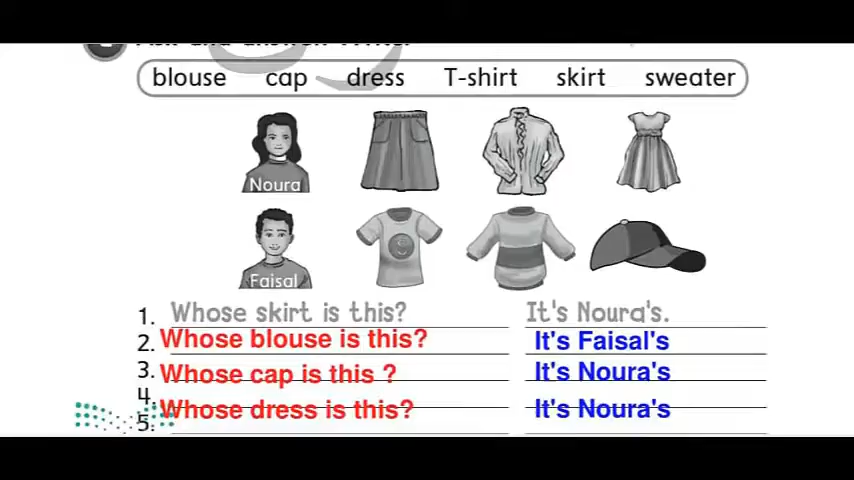 blouse cap dress T-shirt skirt sweater
Noura
Faisal
1. Whose skirt is this? It's Noura's.
2. Whose blouse is this? It's Faisal's
3. Whose cap is this ? It's Noura's
4. Whose dress is this? It's Noura's
5.